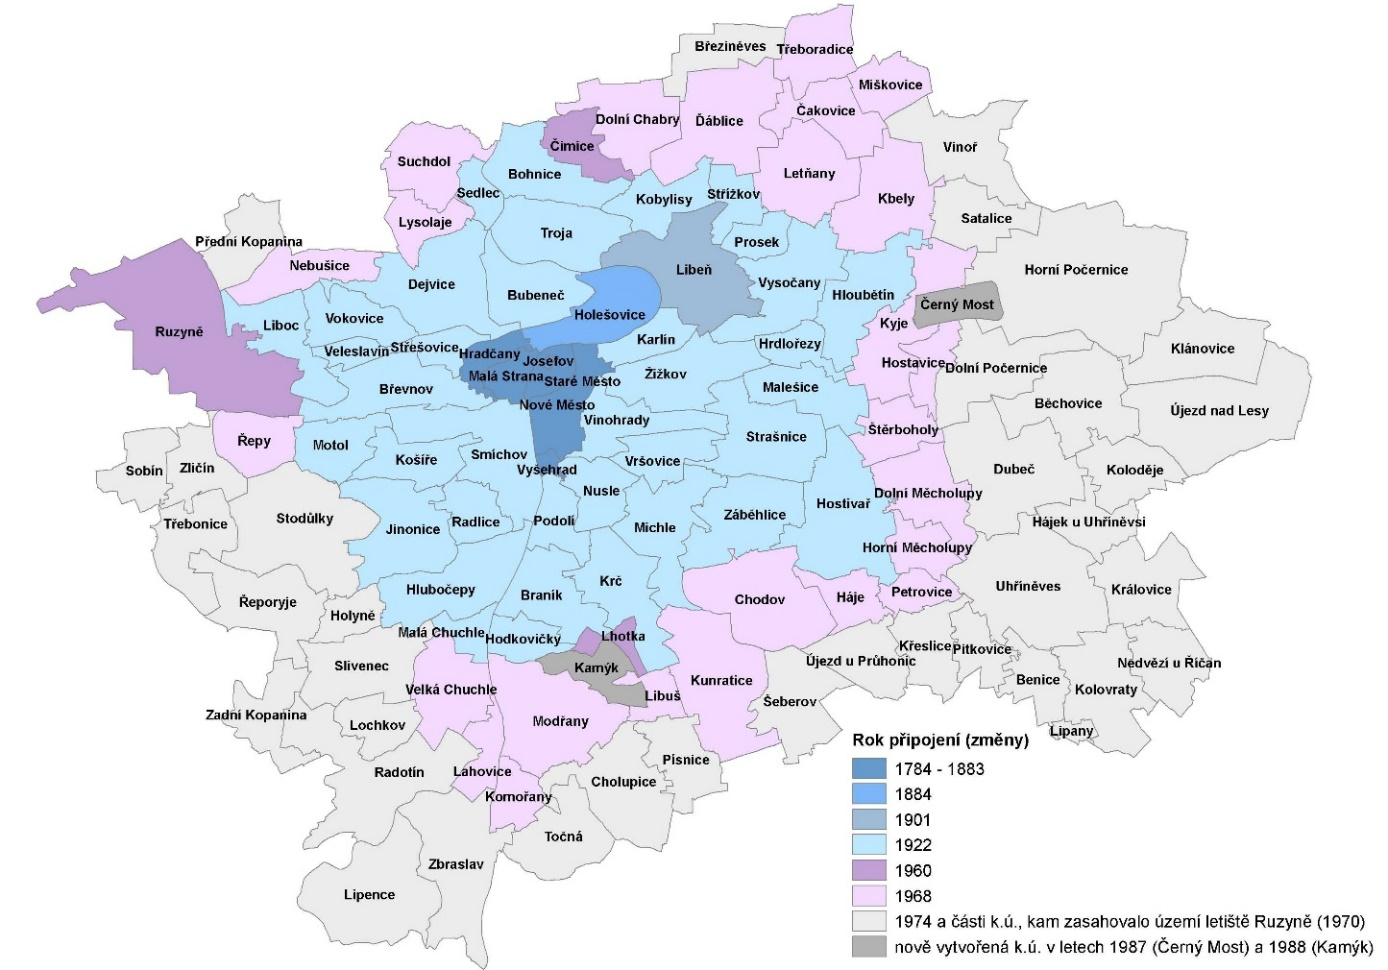 Březiněves
Třeboradice
Miškovice
Čakovice
Dolní Chabry
Ďáblice
Čimice
Vinoř
Suchdol
Bohnice
Letňany
Sedlec
Kobylisy
Střížkov
Kbely
Lysolaje
Satalice
Troja
Přední Kopanina
Prosek
Nebušice
Libeň
Horní Počernice
Dejvice
Vysočany
Bubeneč
Hloubětín
Černý Most
Holešovice
Vokovice
Liboc
Kyje
Ruzyně
Karlín
Hrdlořezy
Střešovice
Veleslavín
Klánovice
Hradčany
Josefov
Hostavice
Dolní Počernice
Malá Strana
Staré Město
Žižkov
Malešice
Břevnov
Nové Město
Běchovice
Újezd nad Lesy
Vinohrady
Štěrboholy
Strašnice
Řepy
Motol
Smichov
Košíře
Vršovice
Sobín
Zličín
Vyšehrad
Dubeč
Koloděje
Nusle
Dolní Měcholupy
Hostivař
Stodůlky
Třebonice
Jinonice
Radlice
Podolí
Michle
Záběhlice
Hájek u Uhříněvsi
Horní Měcholupy
Krč
Uhříněves
Královice
Hlubočepy
Braník
Chodov
Háje
Petrovice
Řeporyje
Holyně
Malá Chuchle
Hodkovičky
Lhotka
Křeslice
Pitkovice
Újezd u Průhonic
Nedvězí u Říčan
Slivenec
Kamýk
Kunratice
Benice
Velká Chuchle
Libuš
Šeberov
Kolovraty
Zadní Kopanina
Lochkov
Modřany
Lipany
Písnice
Radotín
Lahovice
Cholupice
Komořany
Točná
Zbraslav
Lipence
Rok připojení (změny)
1784 - 1883
1884
1901
1922
1960
1968
1974 a části k.ú., kam zasahovalo území letiště Ruzyně (1970)
nově vytvořená k.ú. v letech 1987 (Černý Most) a 1988 (Kamýk)